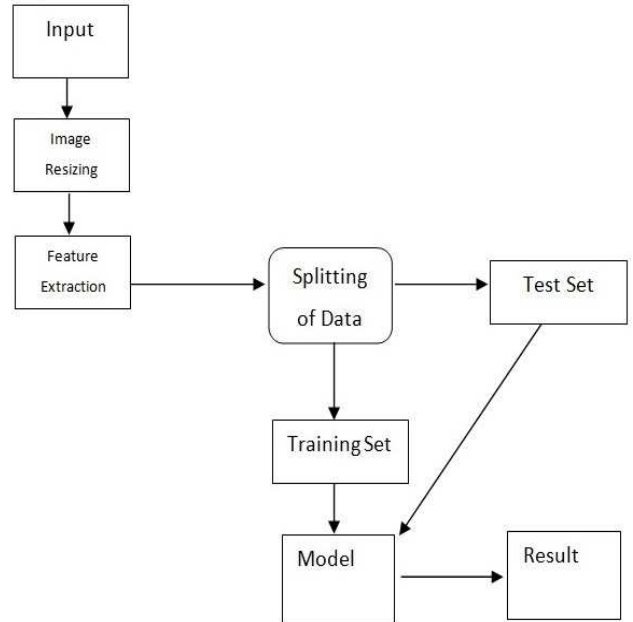 Input
Image
Resizing
Feature
Extraction
Splitting
of Data
Test Set
Training Set
Model
Result